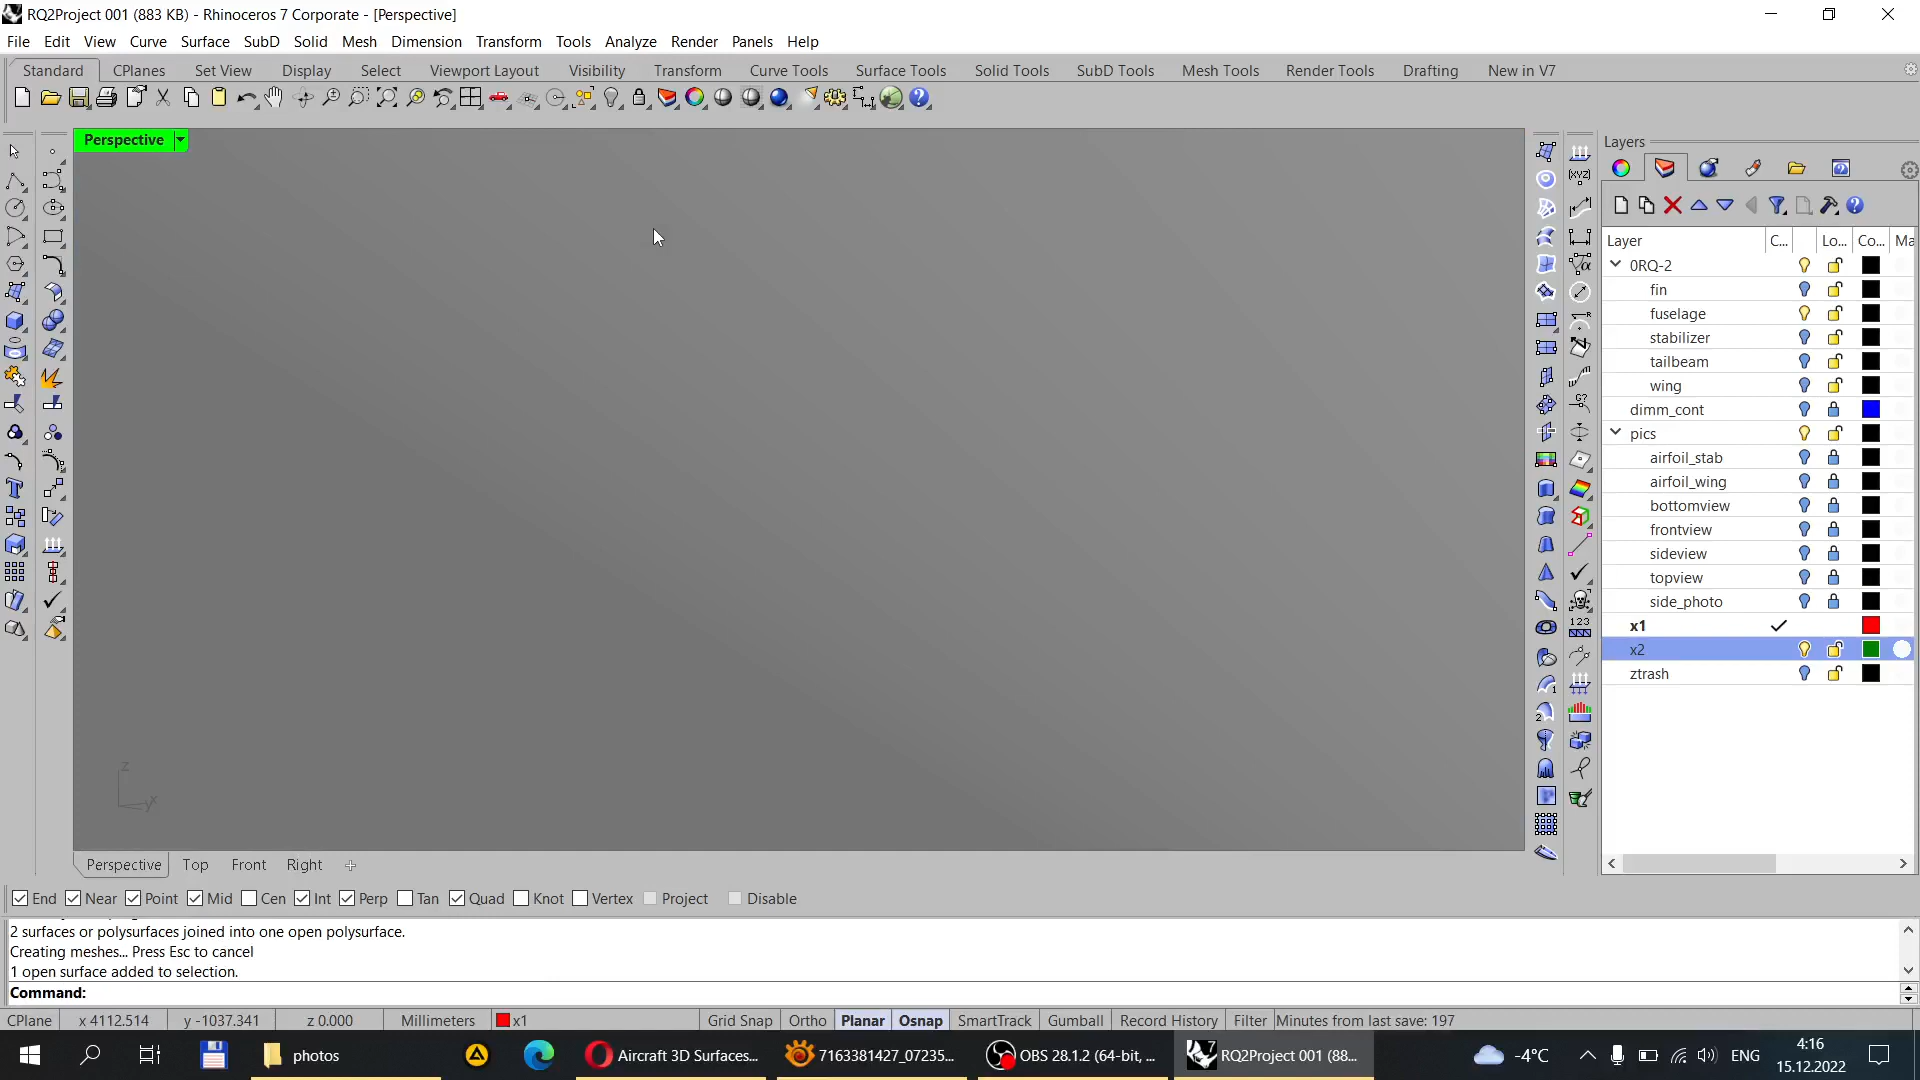 RQ2Project 001 (883 KB) - Rhinoceros 7 Corporate - [Perspective]
File Edit View Curve Surface SubD Solid Mesh Dimension Transform Tools Analyze Render Panels Help
Standard CPlanes Set View Display Select Viewport Layout Visibility Transform Curve Tools Surface Tools Solid Tools SubD Tools Mesh Tools Render Tools Drafting New in V7
Perspective
Layers
Layer C... Lo... Co... Ma
0RQ-2
fin
fuselage
stabilizer
tailbeam
wing
dimm_cont
pics
airfoil_stab
airfoil_wing
bottomview
frontview
sideview
topview
side_photo
x1
x2
ztrash
z
x
y
Perspective Top Front Right
End Near Point Mid Cen Int Perp Tan Quad Knot Vertex Project Disable
2 surfaces or polysurfaces joined into one open polysurface.
Creating meshes... Press Esc to cancel
1 open surface added to selection.
Command:
CPlane x 4112.514 y -1037.341 z 0.000 Millimeters x1 Grid Snap Ortho Planar Osnap SmartTrack Gumball Record History Filter Minutes from last save: 197
photos Aircraft 3D Surfaces... 7163381427_07235... OBS 28.1.2 (64-bit, ... RQ2Project 001 (88... -4°C ENG
4:16
15.12.2022